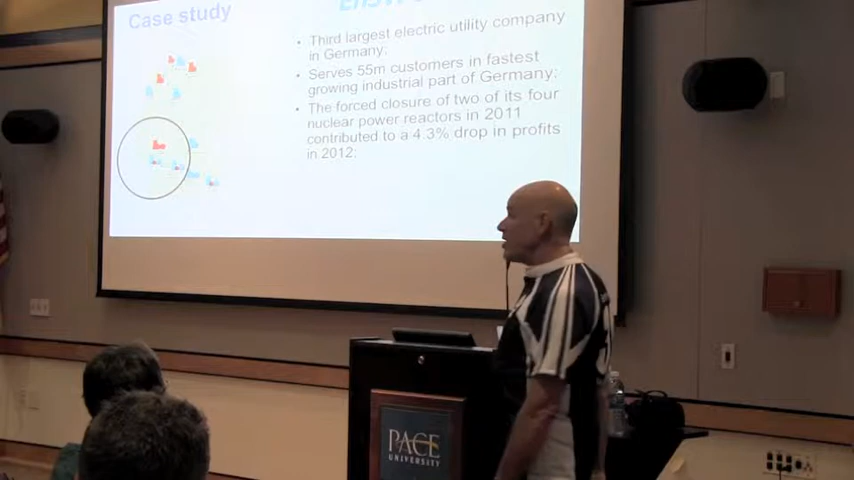 Case study
• Third largest electric utility company
in Germany;
• Serves 55m customers in fastest
growing industrial part of Germany;
• The forced closure of two of its four
nuclear power reactors in 2011
contributed to a 4.3% drop in profits
in 2012;
PACE
UNIVERSITY